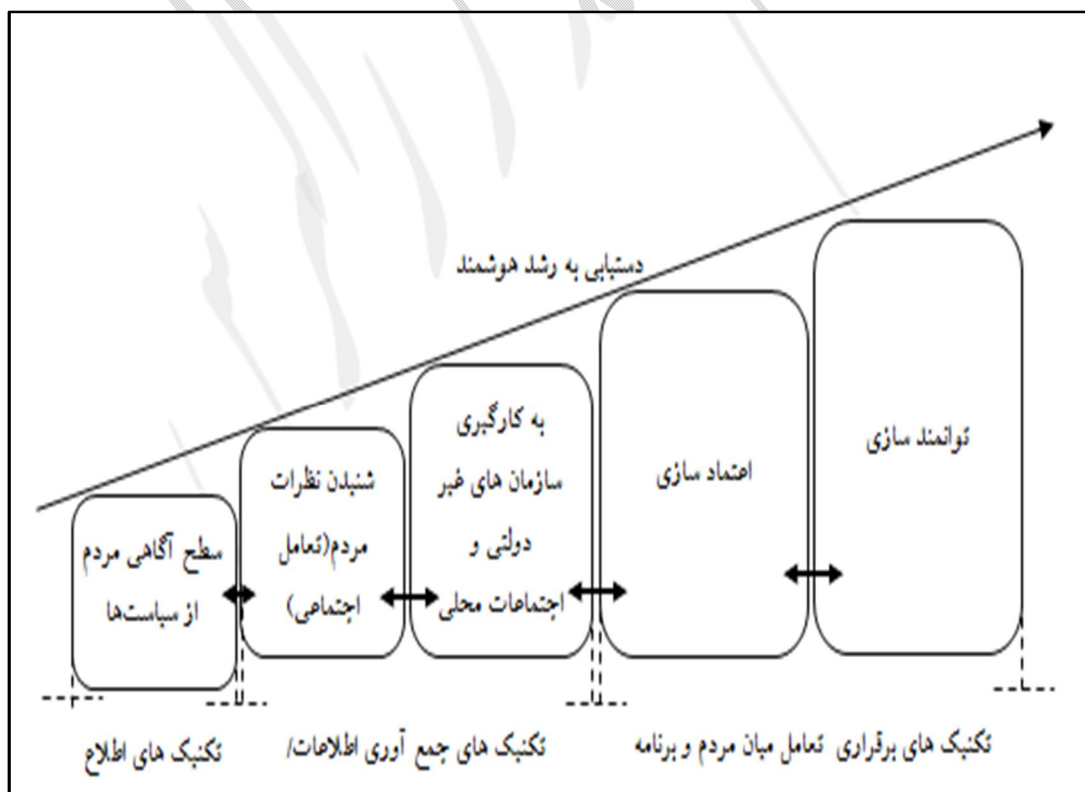 دستیابی به رشد هوشمند
توانمند سازی
اعتماد سازی
به کارگیری
سازمان های غیر
دولتی و
اجتماعات محلی
شنیدن نظرات
مردم(تعامل
اجتماعی)
سطح آگاهی مردم
از سیاست‌ها
تکنیک های برقراری تعامل میان مردم و برنامه
تکنیک های جمع آوری اطلاعات/
تکنیک های اطلاع